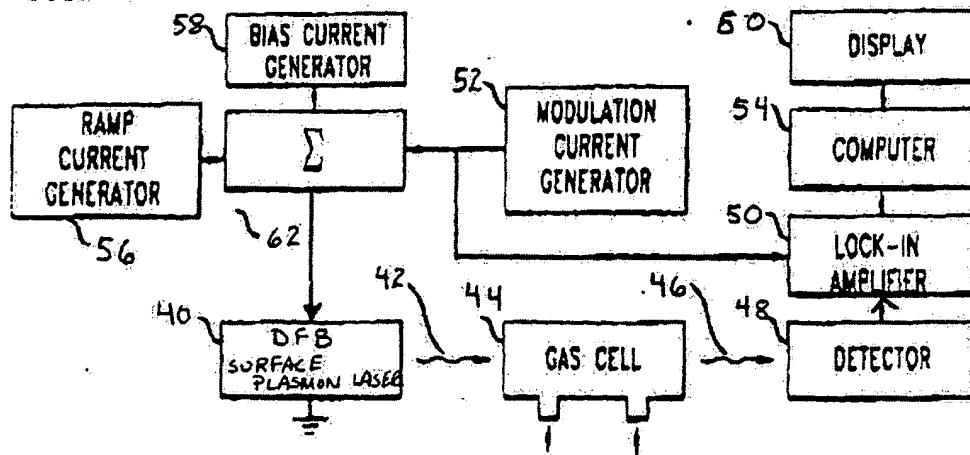 58
BIAS CURRENT
GENERATOR
RAMP
CURRENT
GENERATOR
56
Σ
62
52
MODULATION
CURRENT
GENERATOR
60
DISPLAY
54
COMPUTER
50
LOCK-IN
AMPLIFIER
40
DFB
SURFACE
PLASMON LASER
42
44
GAS CELL
46
48
DETECTOR